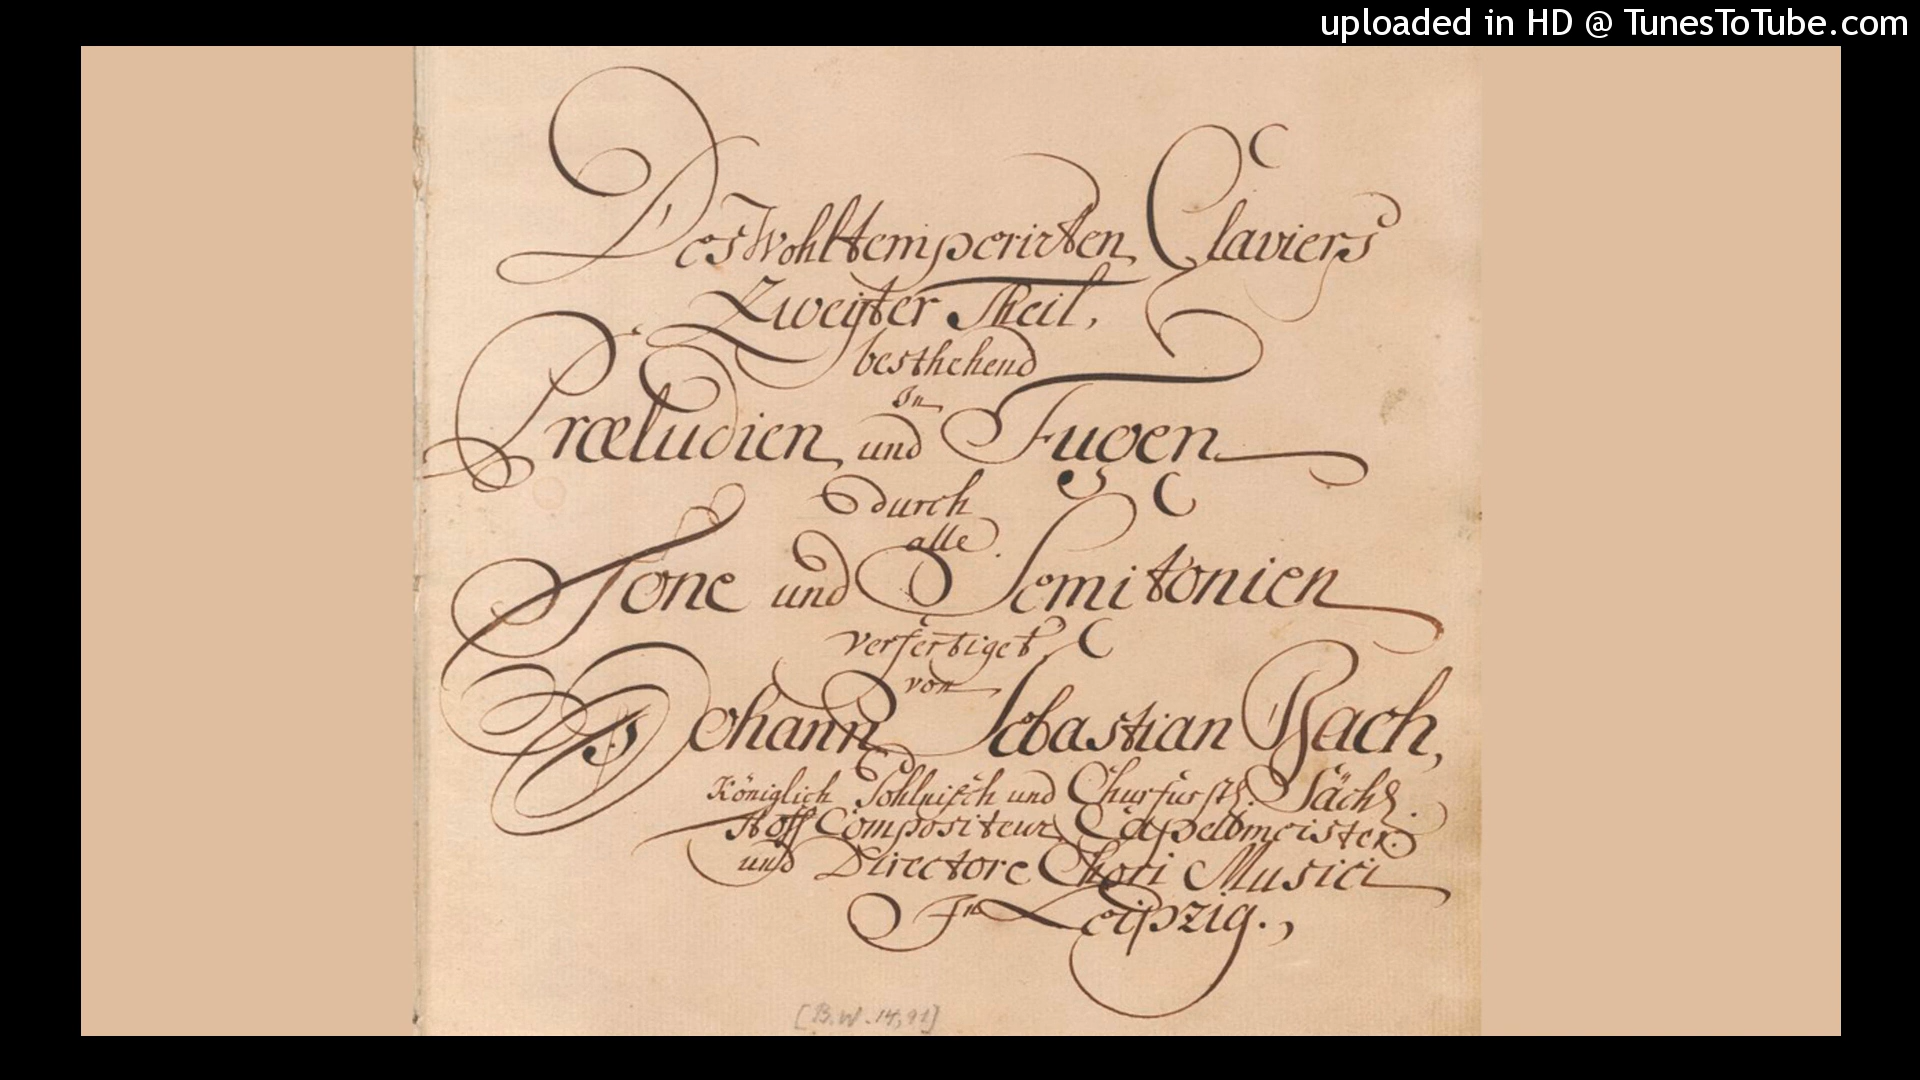 uploaded in HD @ TunesToTube.com
Des Wohltemperirten Claviers
Zweyter Theil,
besthehend
in
Præludien und Fugen
durch
alle
Tone und Semitonien
verfertiget
von
Johann Sebastian Bach,
Königlich Pohlnisch und Churfürstl. Sächs.
Hoff Compositeur Capellmeister
und Directore Chori Musici
In Leipzig.,
[B.W. 14,91]